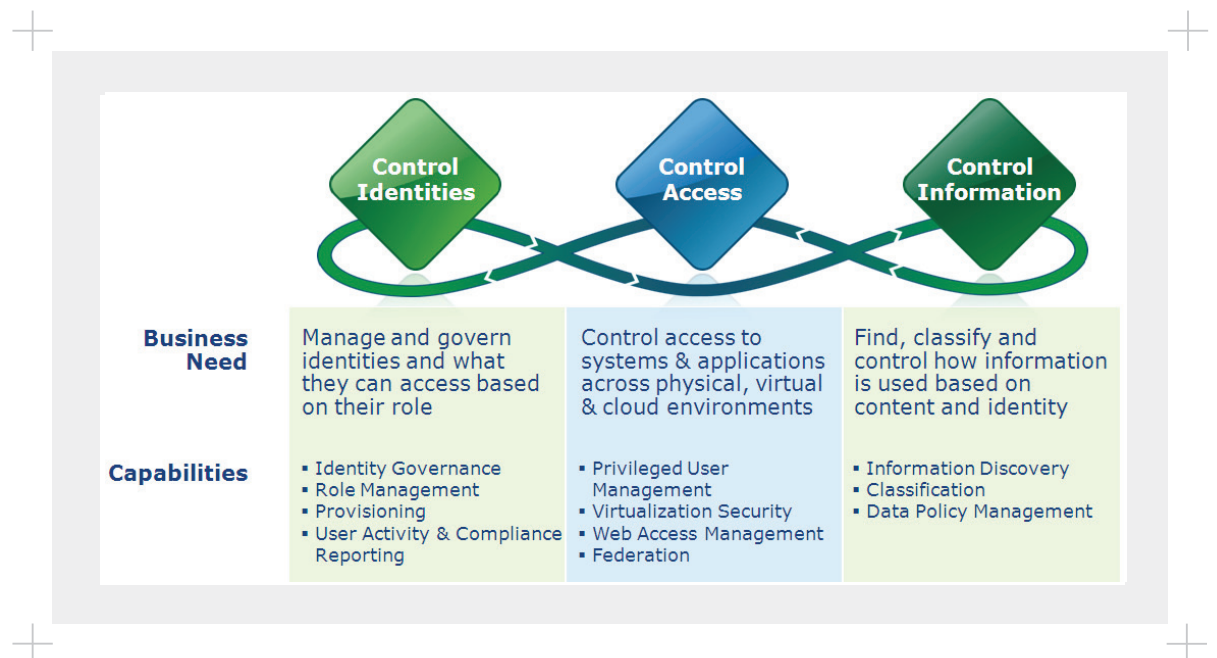 Control
Identities
Control
Access
Control
Information
Business
Need
Manage and govern
identities and what
they can access based
on their role
Control access to
systems & applications
across physical, virtual
& cloud environments
Find, classify and
control how information
is used based on
content and identity
Capabilities
▪ Identity Governance
▪ Role Management
▪ Provisioning
▪ User Activity & Compliance
Reporting
▪ Privileged User
Management
▪ Virtualization Security
▪ Web Access Management
▪ Federation
▪ Information Discovery
▪ Classification
▪ Data Policy Management